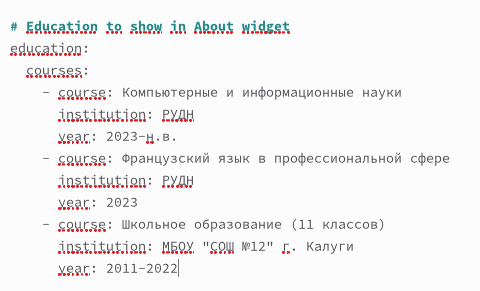 # Education to show in About widget
education:
courses:
- course: Компьютерные и информационные науки
institution: РУДН
year: 2023-н.в.
- course: Французский язык в профессиональной сфере
institution: РУДН
year: 2023
- course: Школьное образование (11 классов)
institution: МБОУ "СОШ №12" г. Калуги
year: 2011-2022